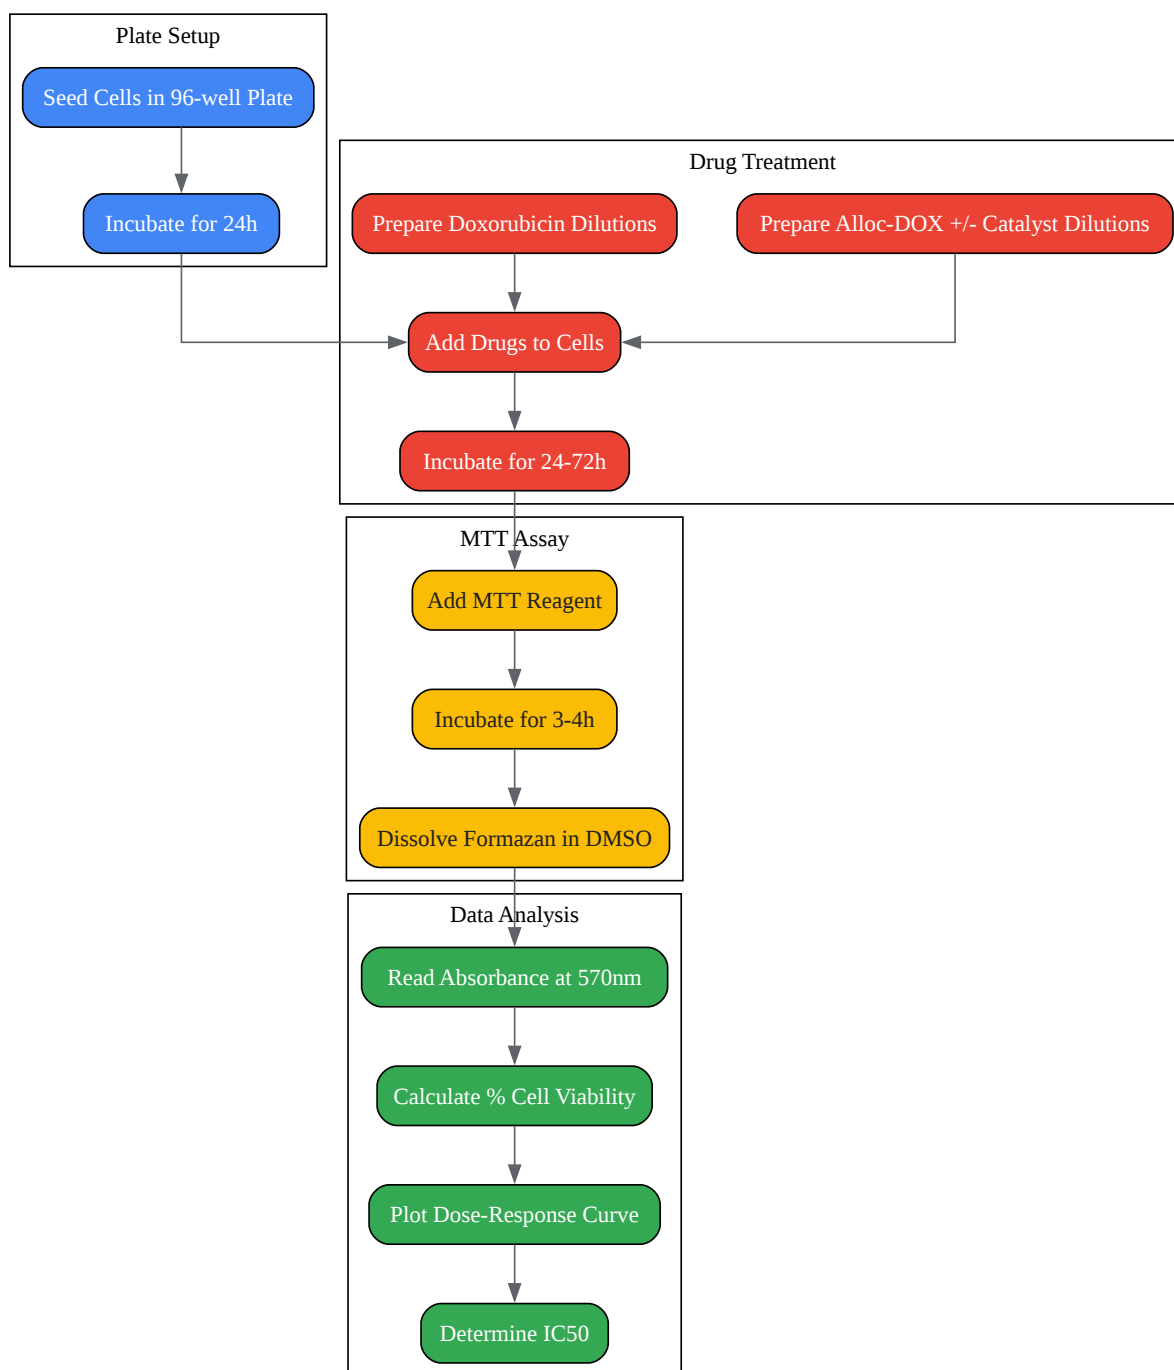 Plate Setup
Seed Cells in 96-well Plate
Incubate for 24h
Drug Treatment
Prepare Doxorubicin Dilutions
Prepare Alloc-DOX +/- Catalyst Dilutions
Add Drugs to Cells
Incubate for 24-72h
MTT Assay
Add MTT Reagent
Incubate for 3-4h
Dissolve Formazan in DMSO
Data Analysis
Read Absorbance at 570nm
Calculate % Cell Viability
Plot Dose-Response Curve
Determine IC50